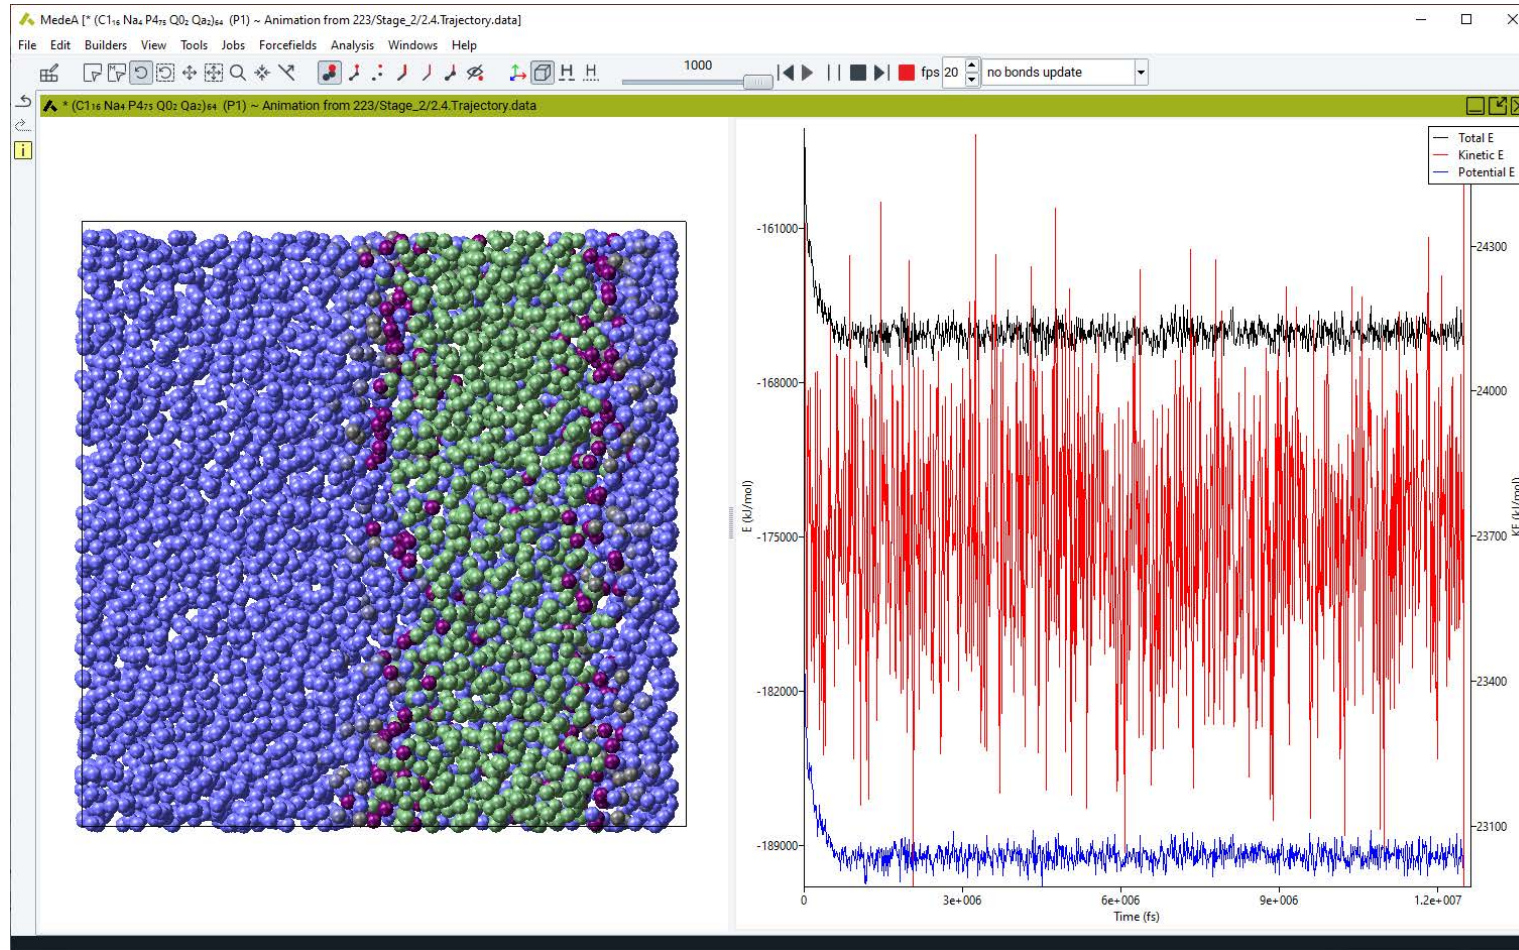 MedeA [* (C1₁₆ Na₄ P4₇₅ Q0₂ Qa₂)₆₄ (P1) ~ Animation from 223/Stage_2/2.4.Trajectory.data]
File Edit Builders View Tools Jobs Forcefields Analysis Windows Help
1000 fps 20 no bonds update
* (C1₁₆ Na₄ P4₇₅ Q0₂ Qa₂)₆₄ (P1) ~ Animation from 223/Stage_2/2.4.Trajectory.data
i
Total E
Kinetic E
Potential E
-161000
-168000
-175000
-182000
-189000
E (kJ/mol)
24300
24000
23700
23400
23100
KE (kJ/mol)
0 3e+006 6e+006 9e+006 1.2e+007
Time (fs)